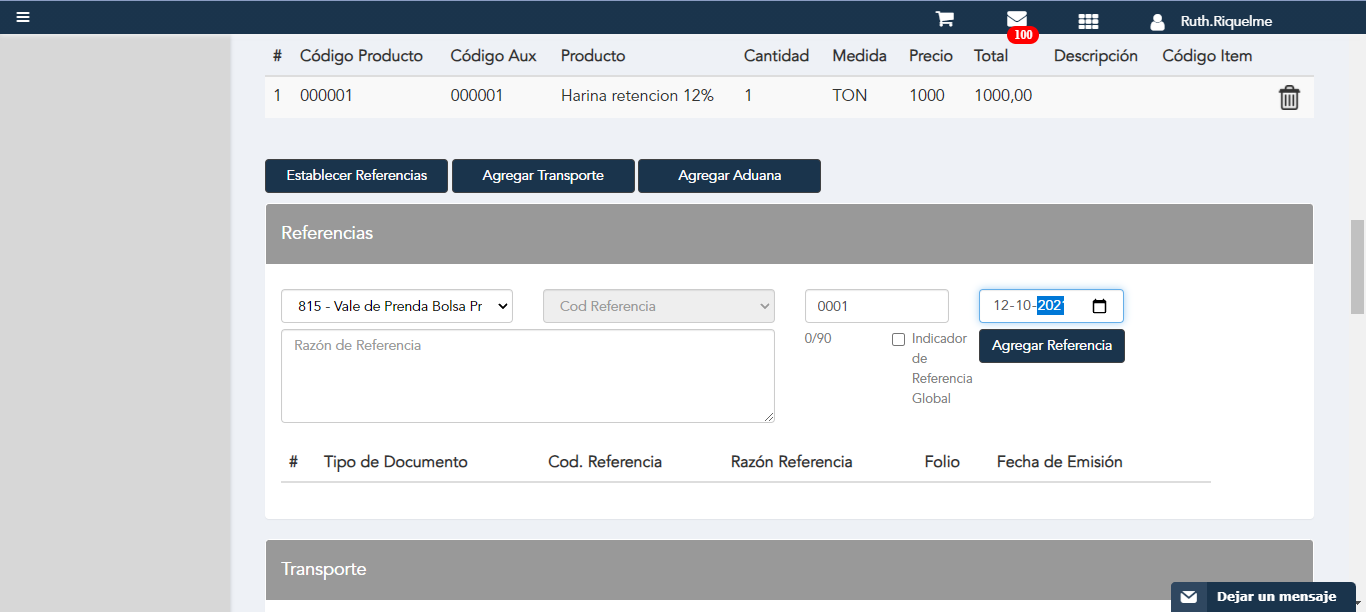 100
Ruth.Riquelme
# Código Producto Código Aux Producto Cantidad Medida Precio Total Descripción Código Item
1 000001 000001 Harina retencion 12% 1 TON 1000 1000,00
Establecer Referencias Agregar Transporte Agregar Aduana
Referencias
815 - Vale de Prenda Bolsa Pr Cod Referencia 0001 12-10-2021
Razón de Referencia 0/90 Indicador Agregar Referencia
de
Referencia
Global
# Tipo de Documento Cod. Referencia Razón Referencia Folio Fecha de Emisión
Transporte
Dejar un mensaje